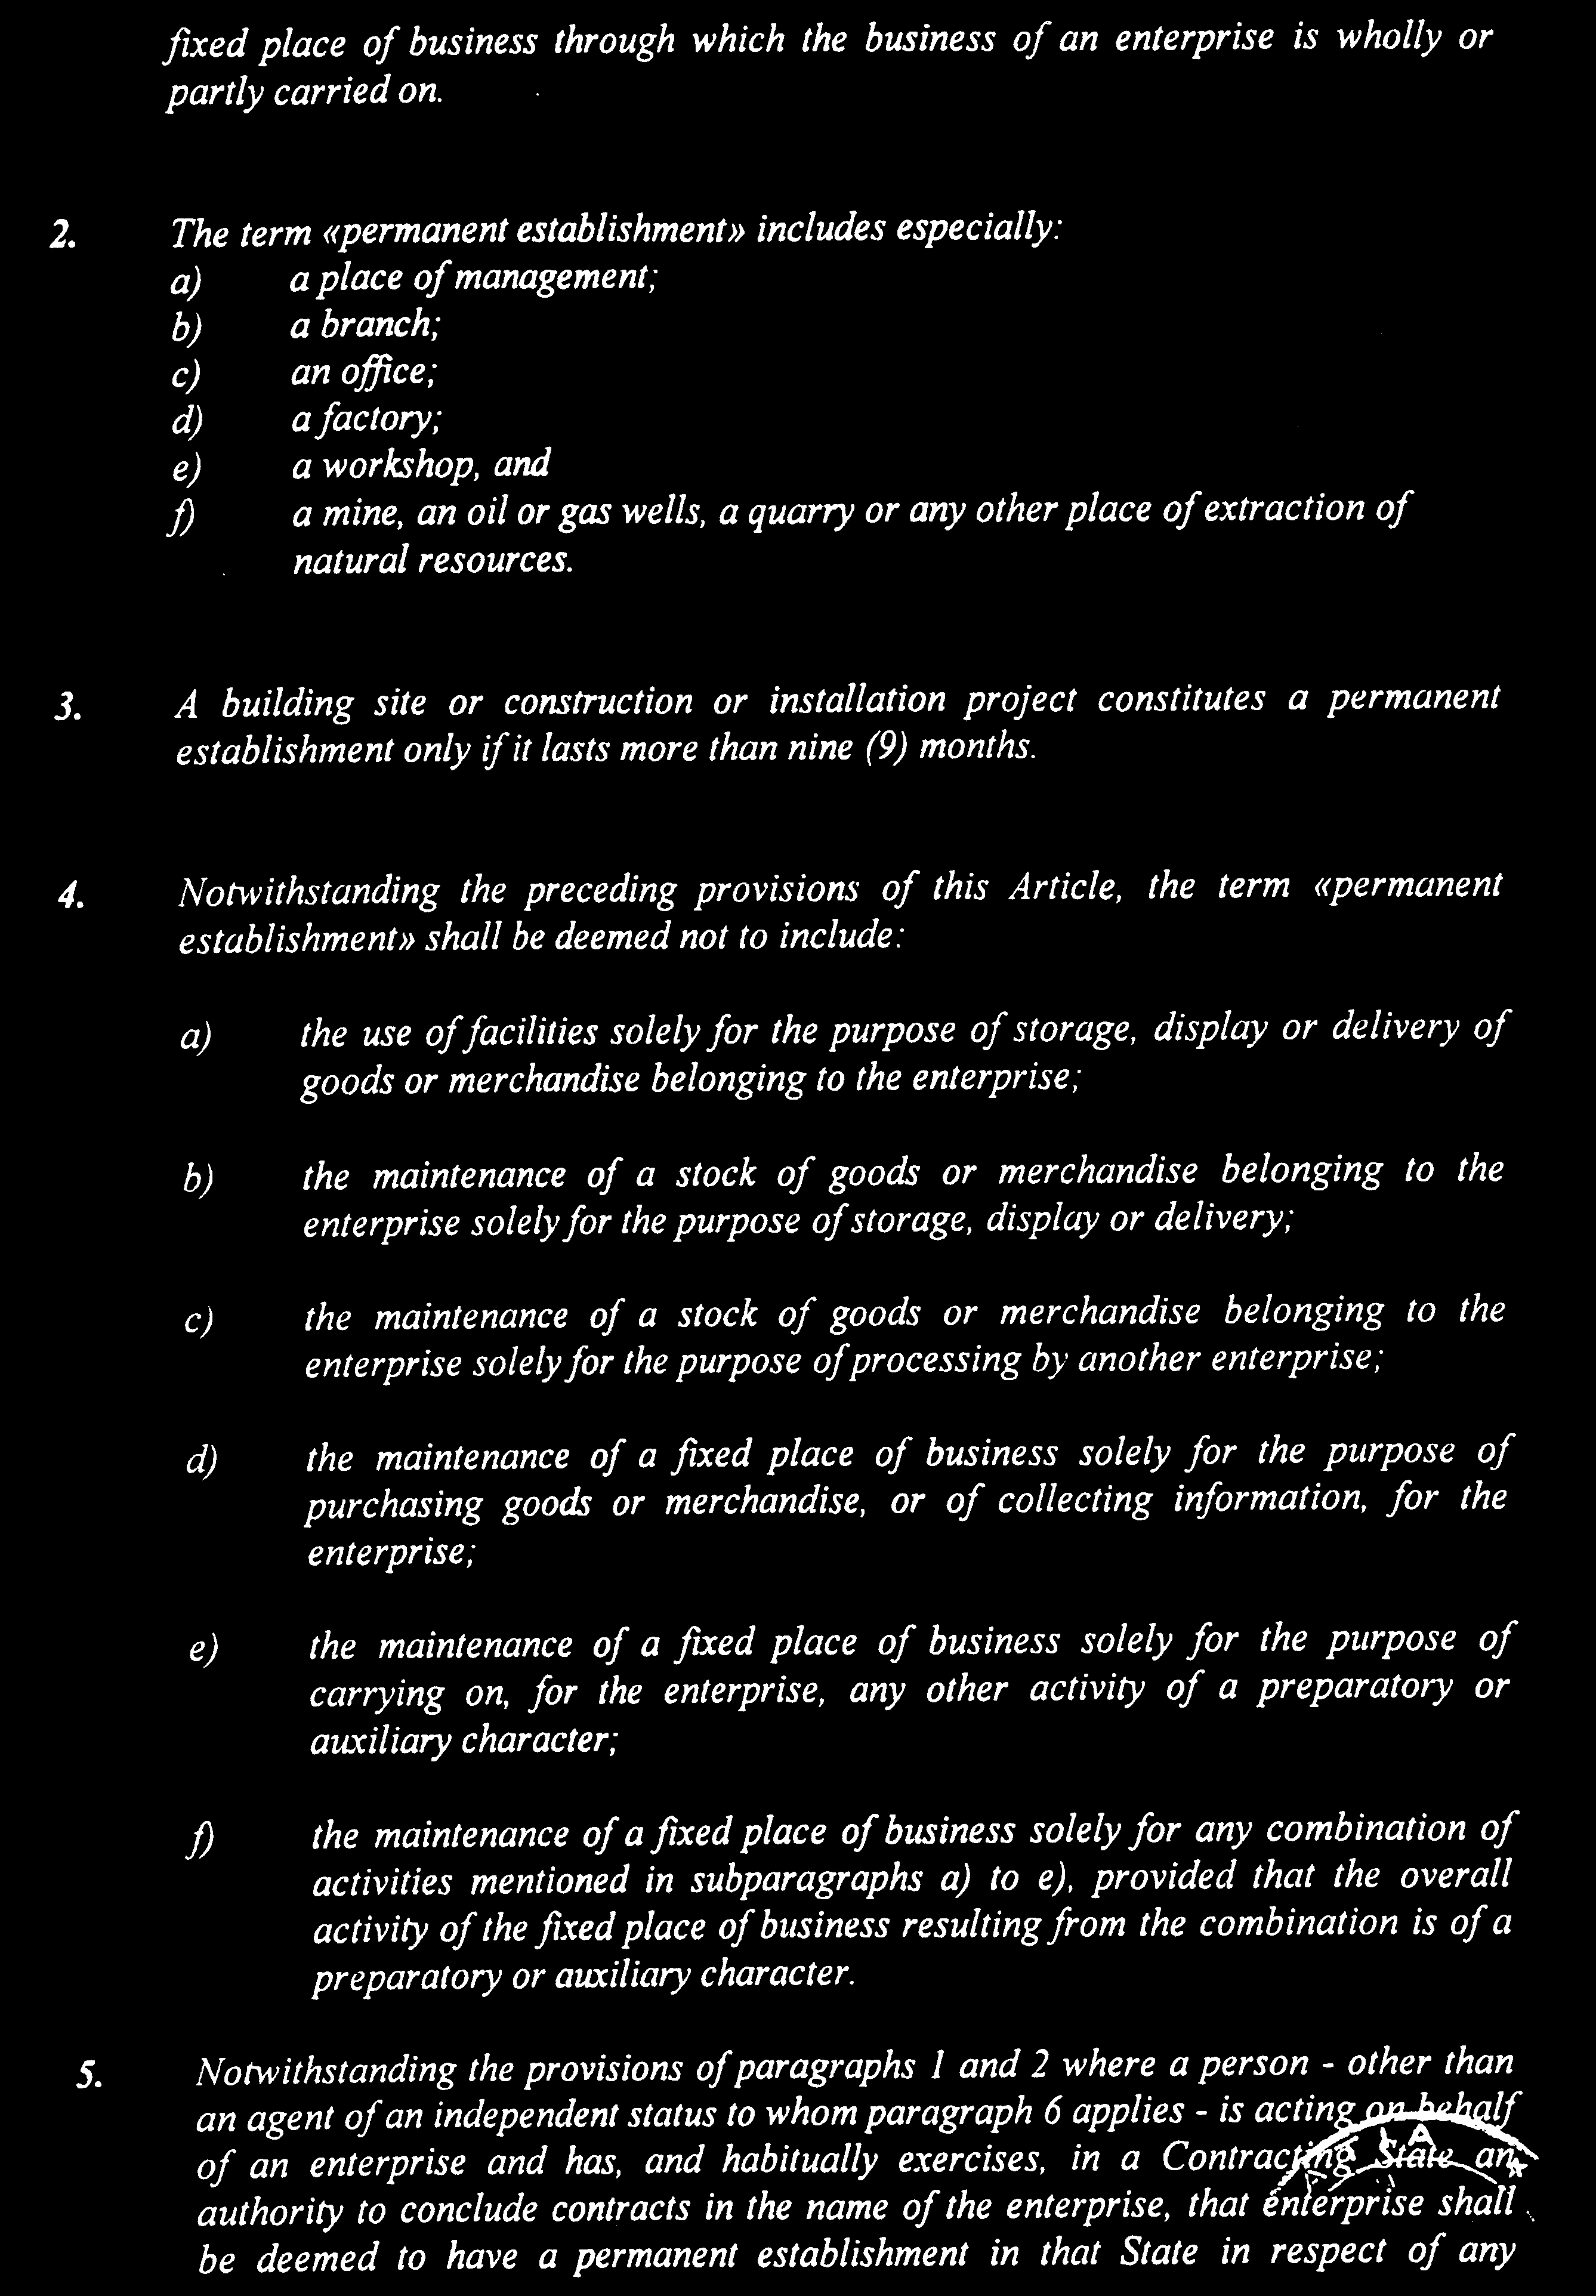 fixed place of business through which the business of an enterprise is wholly or
partly carried on.
2. The term «permanent establishment» includes especially:
a) a place of management;
b) a branch;
c) an office;
d) a factory;
e) a workshop, and
f) a mine, an oil or gas wells, a quarry or any other place of extraction of
natural resources.
3. A building site or construction or installation project constitutes a permanent
establishment only if it lasts more than nine (9) months.
4. Notwithstanding the preceding provisions of this Article, the term «permanent
establishment» shall be deemed not to include:
a) the use of facilities solely for the purpose of storage, display or delivery of
goods or merchandise belonging to the enterprise;
b) the maintenance of a stock of goods or merchandise belonging to the
enterprise solely for the purpose of storage, display or delivery;
c) the maintenance of a stock of goods or merchandise belonging to the
enterprise solely for the purpose of processing by another enterprise;
d) the maintenance of a fixed place of business solely for the purpose of
purchasing goods or merchandise, or of collecting information, for the
enterprise;
e) the maintenance of a fixed place of business solely for the purpose of
carrying on, for the enterprise, any other activity of a preparatory or
auxiliary character;
f) the maintenance of a fixed place of business solely for any combination of
activities mentioned in subparagraphs a) to e), provided that the overall
activity of the fixed place of business resulting from the combination is of a
preparatory or auxiliary character.
5. Notwithstanding the provisions of paragraphs 1 and 2 where a person - other than
an agent of an independent status to whom paragraph 6 applies - is acting on behalf
of an enterprise and has, and habitually exercises, in a Contracting State an
authority to conclude contracts in the name of the enterprise, that enterprise shall
be deemed to have a permanent establishment in that State in respect of any